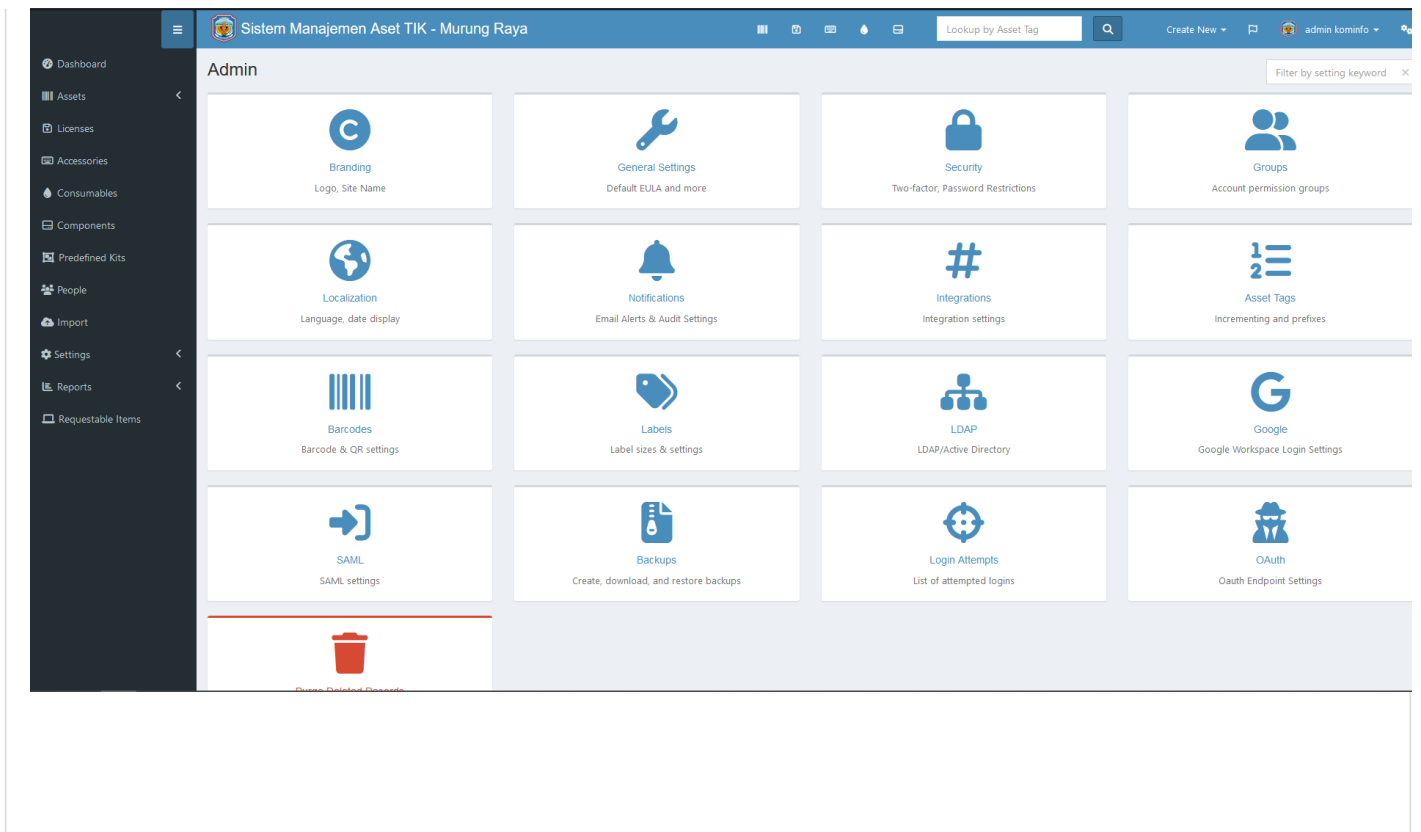 Sistem Manajemen Aset TIK - Murung Raya
Lookup by Asset Tag
Create New
admin kominfo
Dashboard
Assets
Licenses
Accessories
Consumables
Components
Predefined Kits
People
Import
Settings
Reports
Requestable Items
Admin
Filter by setting keyword
Branding
Logo, Site Name
General Settings
Default EULA and more
Security
Two-factor, Password Restrictions
Groups
Account permission groups
Localization
Language, date display
Notifications
Email Alerts & Audit Settings
Integrations
Integration settings
Asset Tags
Incrementing and prefixes
Barcodes
Barcode & QR settings
Labels
Label sizes & settings
LDAP
LDAP/Active Directory
Google
Google Workspace Login Settings
SAML
SAML settings
Backups
Create, download, and restore backups
Login Attempts
List of attempted logins
OAuth
Oauth Endpoint Settings
Purge Deleted Records